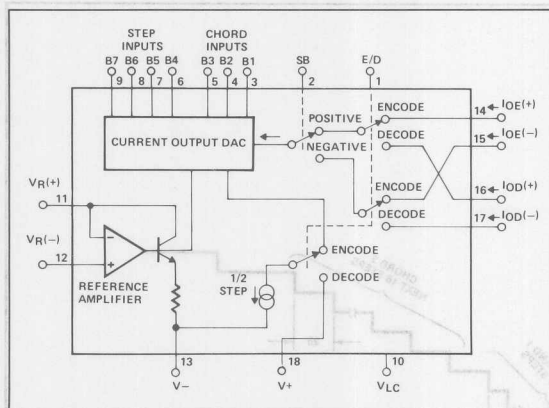 STEP INPUTS
CHORD INPUTS
SB
E/D
B7 B6 B5 B4
B3 B2 B1
9 8 7 6
5 4 3
2
1
CURRENT OUTPUT DAC
POSITIVE
NEGATIVE
ENCODE
DECODE
ENCODE
DECODE
14 IOE(+)
15 IOE(-)
16 IOD(+)
17 IOD(-)
VR(+)
11
VR(-)
12
REFERENCE AMPLIFIER
1/2 STEP
ENCODE
DECODE
13
18
10
V-
V+
VLC